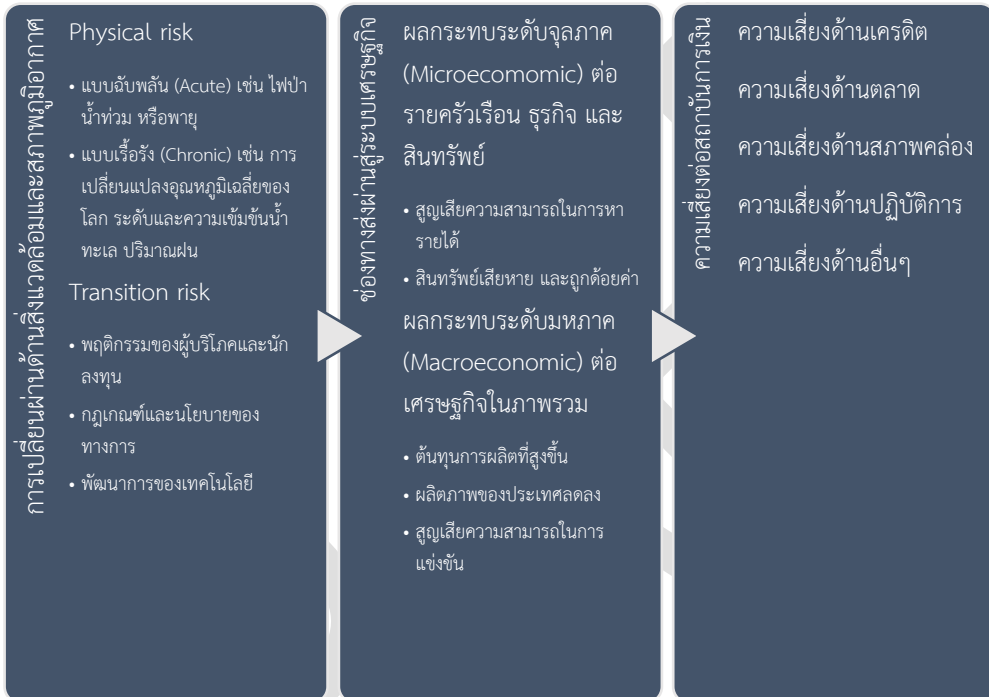 การเปลี่ยนผ่านด้านสิ่งแวดล้อมและสภาพภูมิอากาศ
Physical risk
• แบบฉับพลัน (Acute) เช่น ไฟป่า
น้ำท่วม หรือพายุ
• แบบเรื้อรัง (Chronic) เช่น การ
เปลี่ยนแปลงอุณหภูมิเฉลี่ยของ
โลก ระดับและความเข้มข้นน้ำ
ทะเล ปริมาณฝน
Transition risk
• พฤติกรรมของผู้บริโภคและนัก
ลงทุน
• กฎเกณฑ์และนโยบายของ
ทางการ
• พัฒนาการของเทคโนโลยี
ช่องทางส่งผ่านสู่ระบบเศรษฐกิจ
ผลกระทบระดับจุลภาค
(Microecomomic) ต่อ
รายครัวเรือน ธุรกิจ และ
สินทรัพย์
• สูญเสียความสามารถในการหา
รายได้
• สินทรัพย์เสียหาย และถูกด้อยค่า
ผลกระทบระดับมหภาค
(Macroeconomic) ต่อ
เศรษฐกิจในภาพรวม
• ต้นทุนการผลิตที่สูงขึ้น
• ผลิตภาพของประเทศลดลง
• สูญเสียความสามารถในการ
แข่งขัน
ความเสี่ยงต่อสถาบันการเงิน
ความเสี่ยงด้านเครดิต
ความเสี่ยงด้านตลาด
ความเสี่ยงด้านสภาพคล่อง
ความเสี่ยงด้านปฏิบัติการ
ความเสี่ยงด้านอื่นๆ